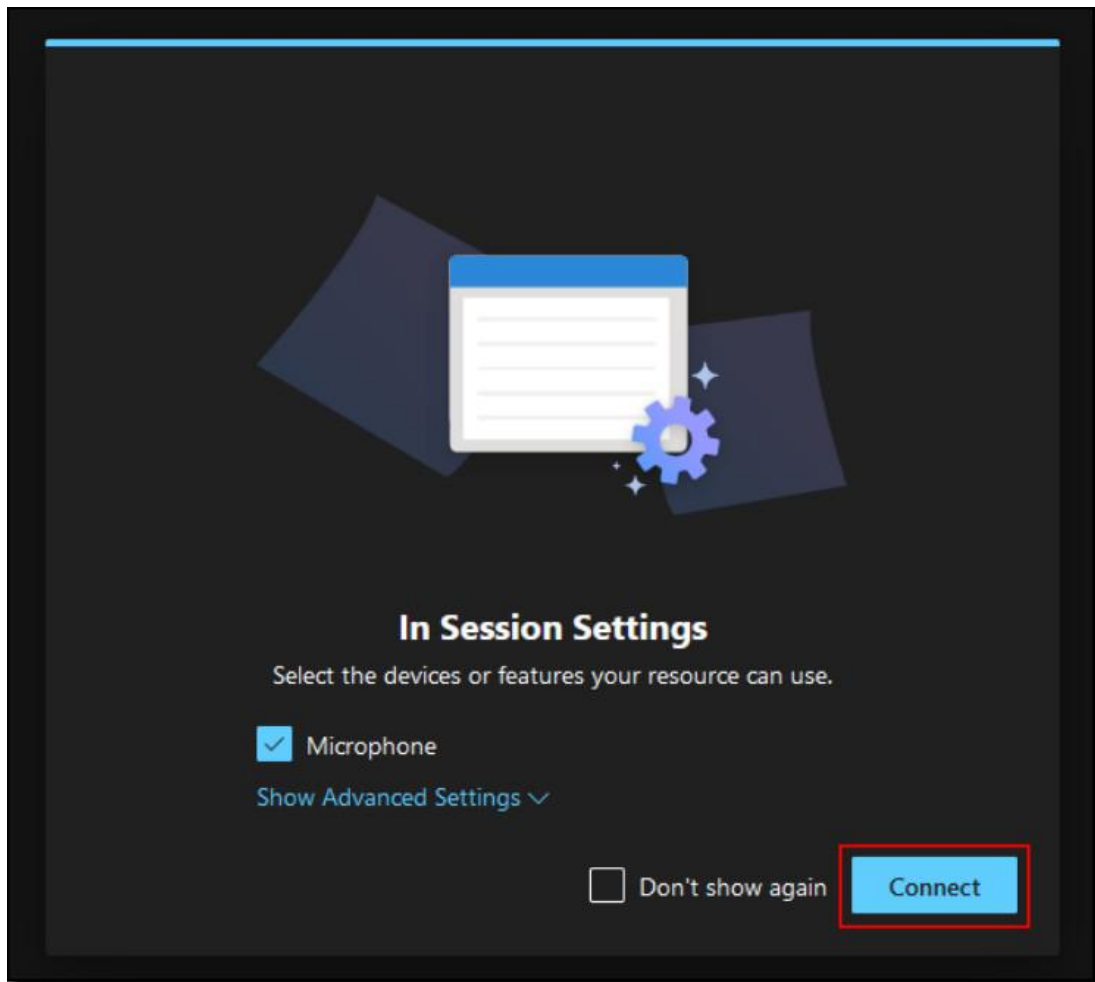 In Session Settings
Select the devices or features your resource can use.
Microphone
Show Advanced Settings
Don't show again
Connect